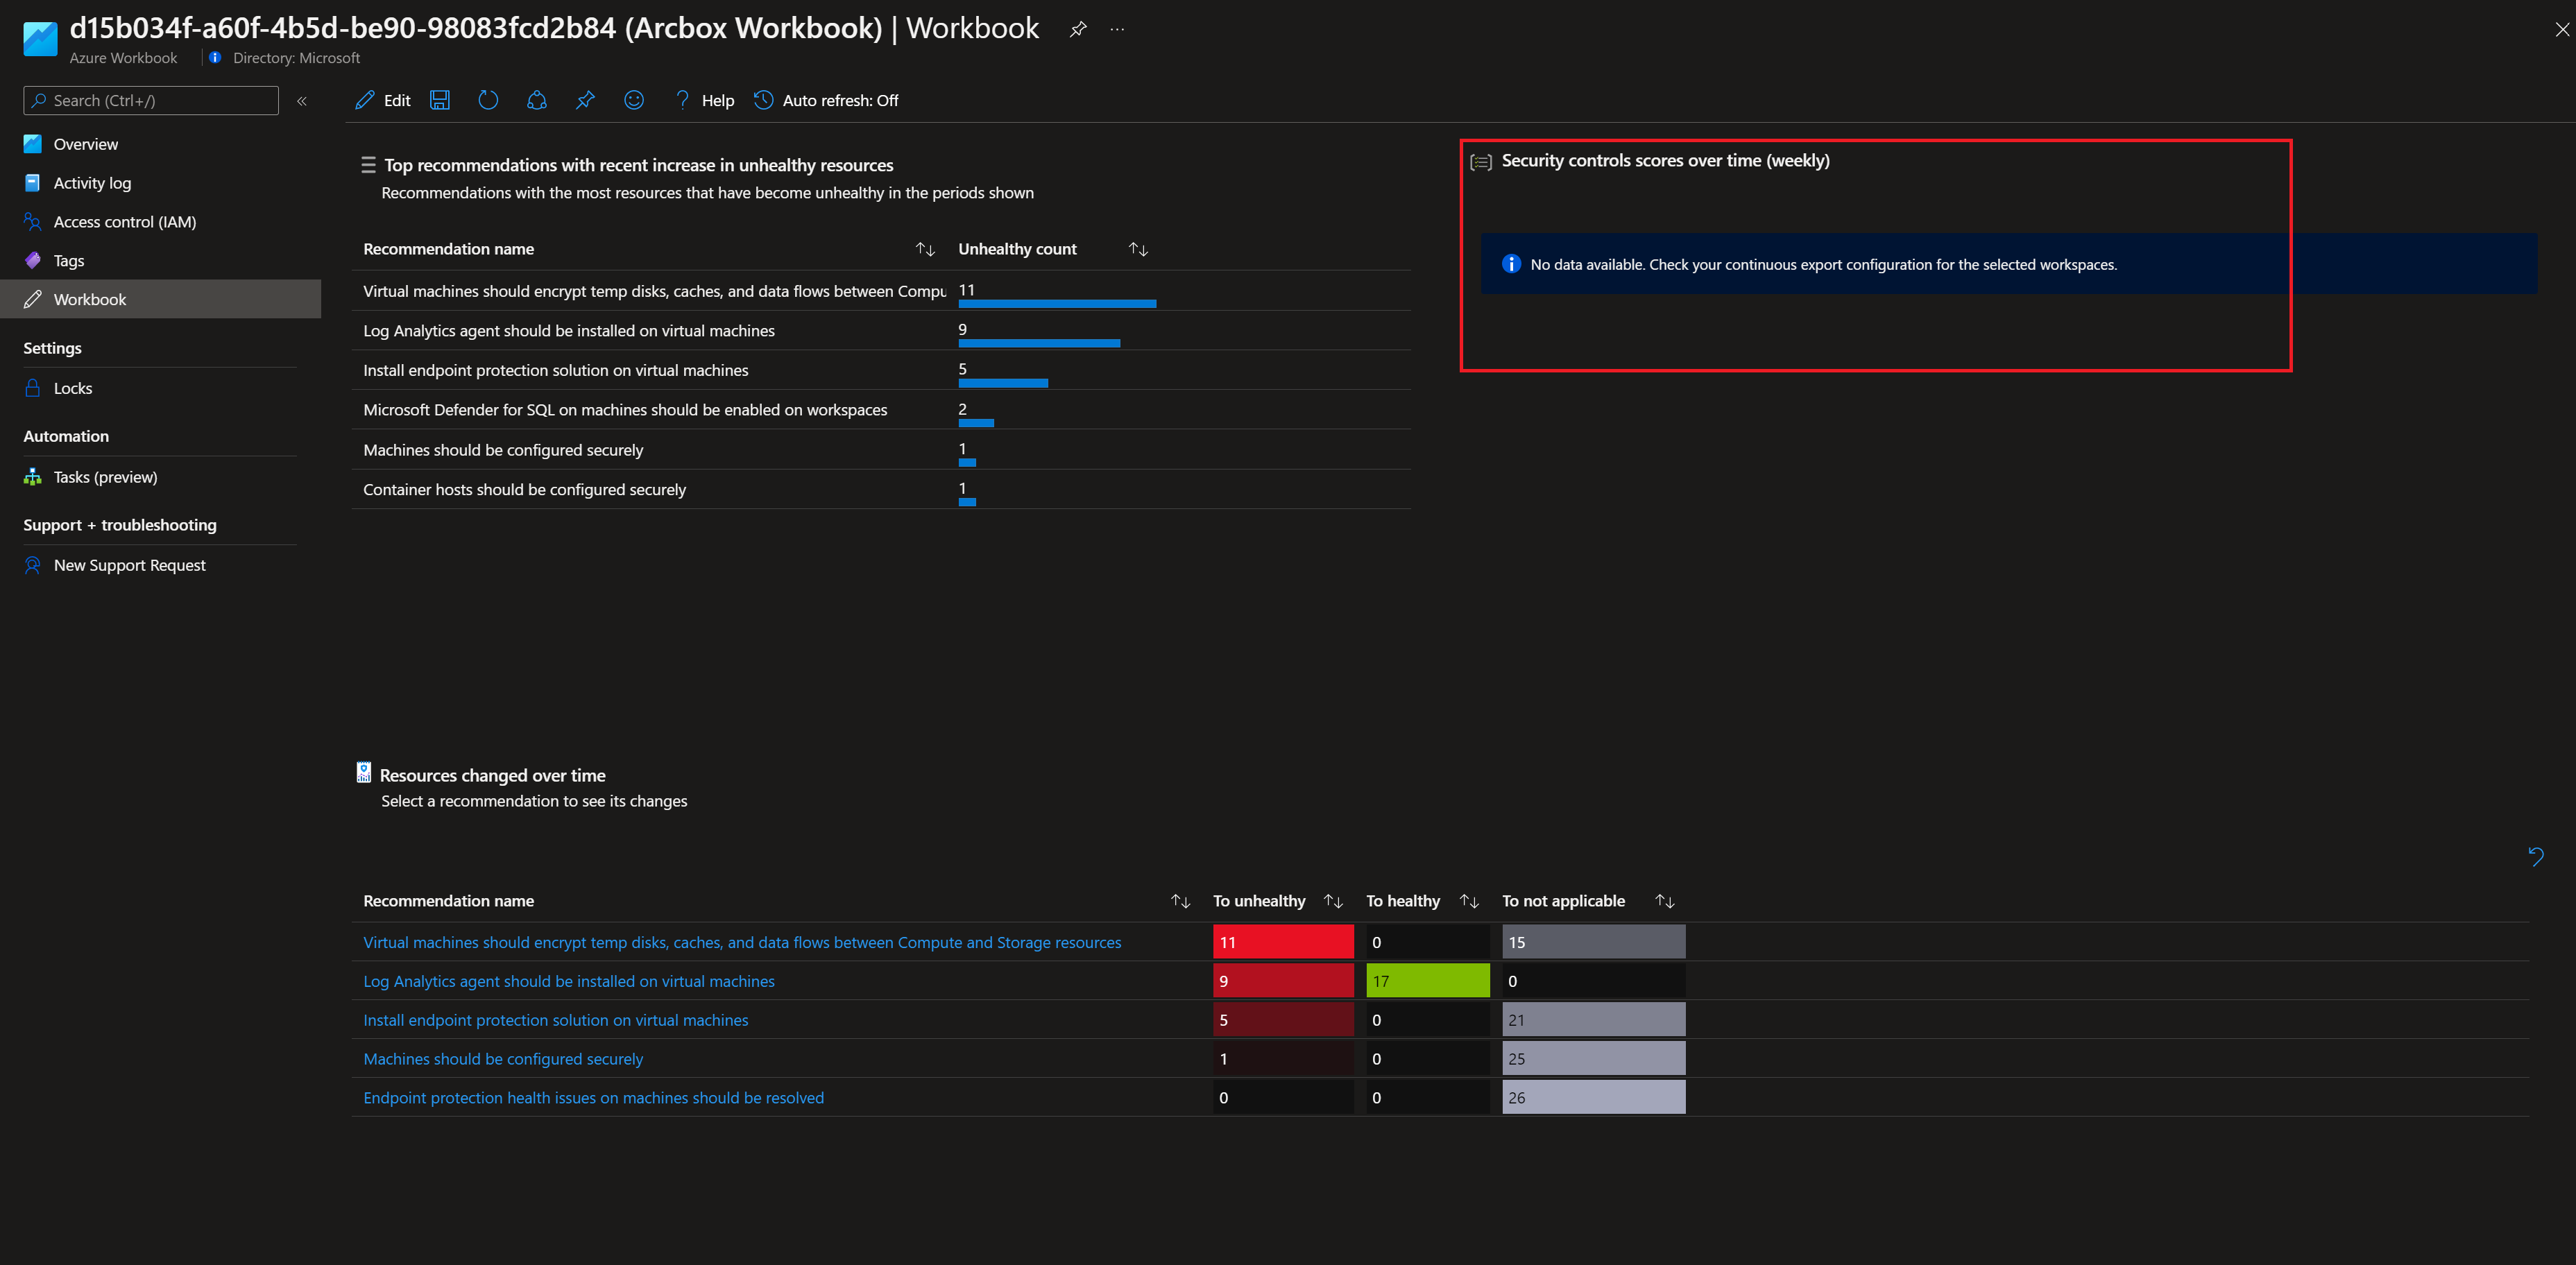 d15b034f-a60f-4b5d-be90-98083fcd2b84 (Arcbox Workbook) | Workbook
Azure Workbook
Directory: Microsoft
Search (Ctrl+/)
Overview
Activity log
Access control (IAM)
Tags
Workbook
Settings
Locks
Automation
Tasks (preview)
Support + troubleshooting
New Support Request
Edit
Help
Auto refresh: Off
Top recommendations with recent increase in unhealthy resources
Recommendations with the most resources that have become unhealthy in the periods shown
Recommendation name Unhealthy count
Virtual machines should encrypt temp disks, caches, and data flows between Compu 11
Log Analytics agent should be installed on virtual machines 9
Install endpoint protection solution on virtual machines 5
Microsoft Defender for SQL on machines should be enabled on workspaces 2
Machines should be configured securely 1
Container hosts should be configured securely 1
Security controls scores over time (weekly)
No data available. Check your continuous export configuration for the selected workspaces.
Resources changed over time
Select a recommendation to see its changes
Recommendation name To unhealthy To healthy To not applicable
Virtual machines should encrypt temp disks, caches, and data flows between Compute and Storage resources 11 0 15
Log Analytics agent should be installed on virtual machines 9 17 0
Install endpoint protection solution on virtual machines 5 0 21
Machines should be configured securely 1 0 25
Endpoint protection health issues on machines should be resolved 0 0 26